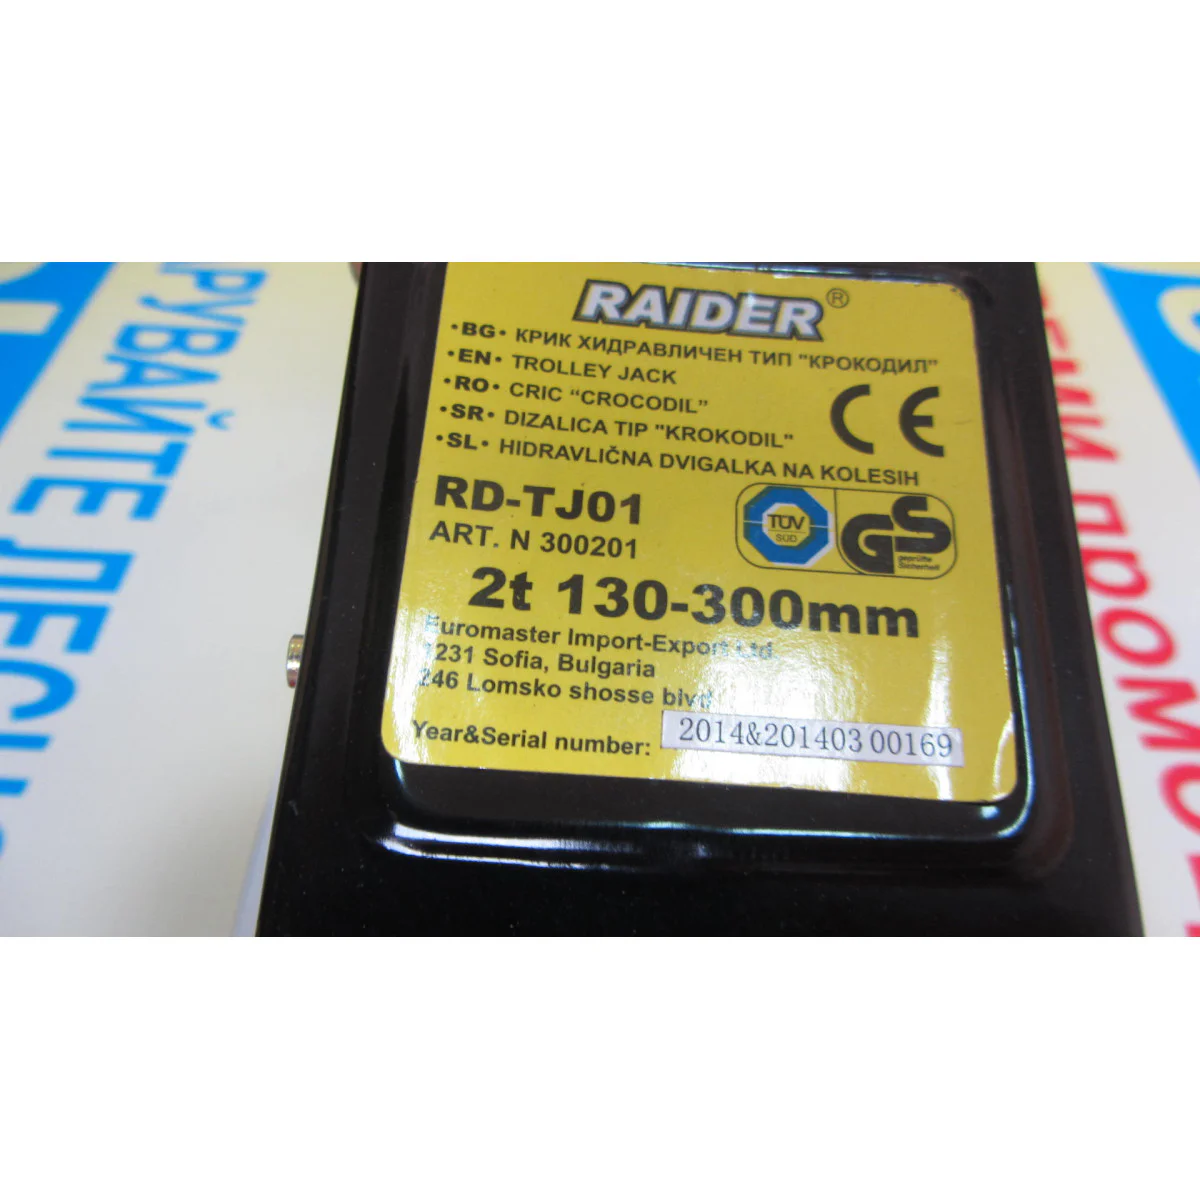 RAIDER®
•BG• КРИК ХИДРАВЛИЧЕН ТИП "КРОКОДИЛ"
•EN• TROLLEY JACK
•RO• CRIC “CROCODIL”
•SR• DIZALICA TIP "KROKODIL"
•SL• HIDRAVLIČNA DVIGALKA NA KOLESIH
CE
RD-TJ01
ART. N 300201
TÜV
SÜD
GS
geprüfte
Sicherheit
2t 130-300mm
Euromaster Import-Export Ltd.
1231 Sofia, Bulgaria
246 Lomsko shosse blvd
Year&Serial number: 2014&201403 00169